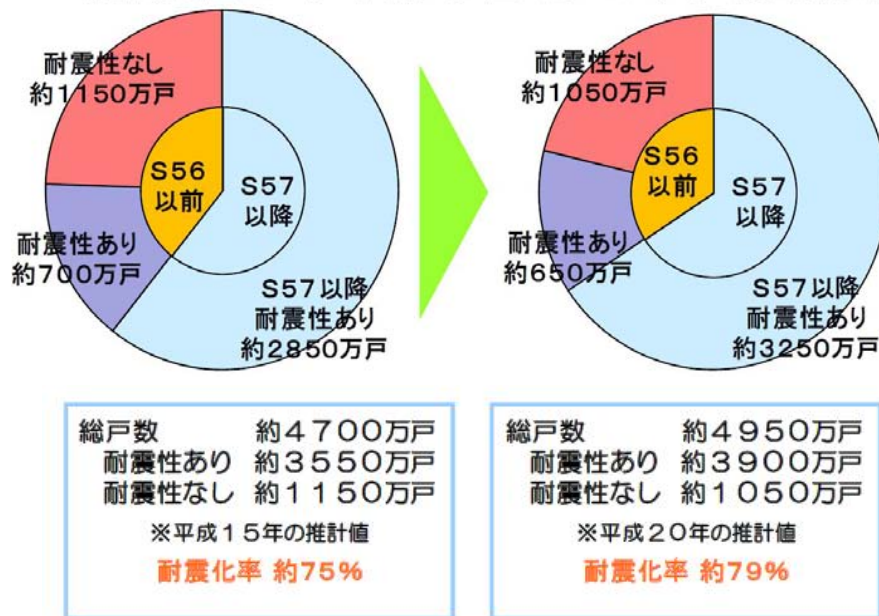 耐震性なし
約1150万戸
S56
以前
S57
以降
耐震性あり
約700万戸
S57以降
耐震性あり
約2850万戸
耐震性なし
約1050万戸
S56
以前
S57
以降
耐震性あり
約650万戸
S57以降
耐震性あり
約3250万戸
総戸数 約4700万戸
耐震性あり 約3550万戸
耐震性なし 約1150万戸
※平成15年の推計値
耐震化率 約75%
総戸数 約4950万戸
耐震性あり 約3900万戸
耐震性なし 約1050万戸
※平成20年の推計値
耐震化率 約79%